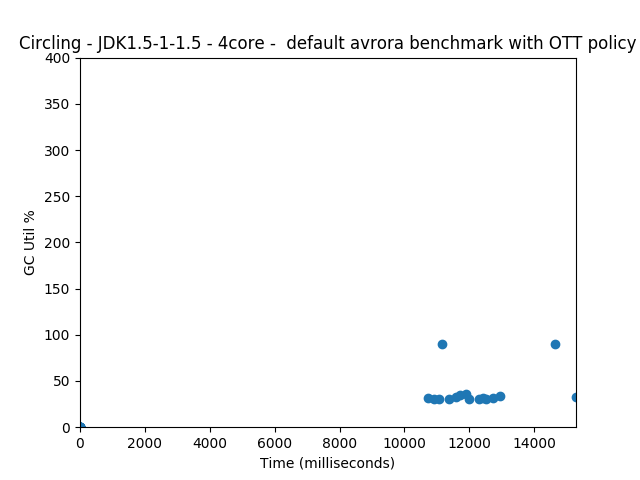 Circling - JDK1.5-1-1.5 - 4core -  default avrora benchmark with OTT policy
400
350
300
250
200
150
100
50
0
GC Util %
0 2000 4000 6000 8000 10000 12000 14000
Time (milliseconds)